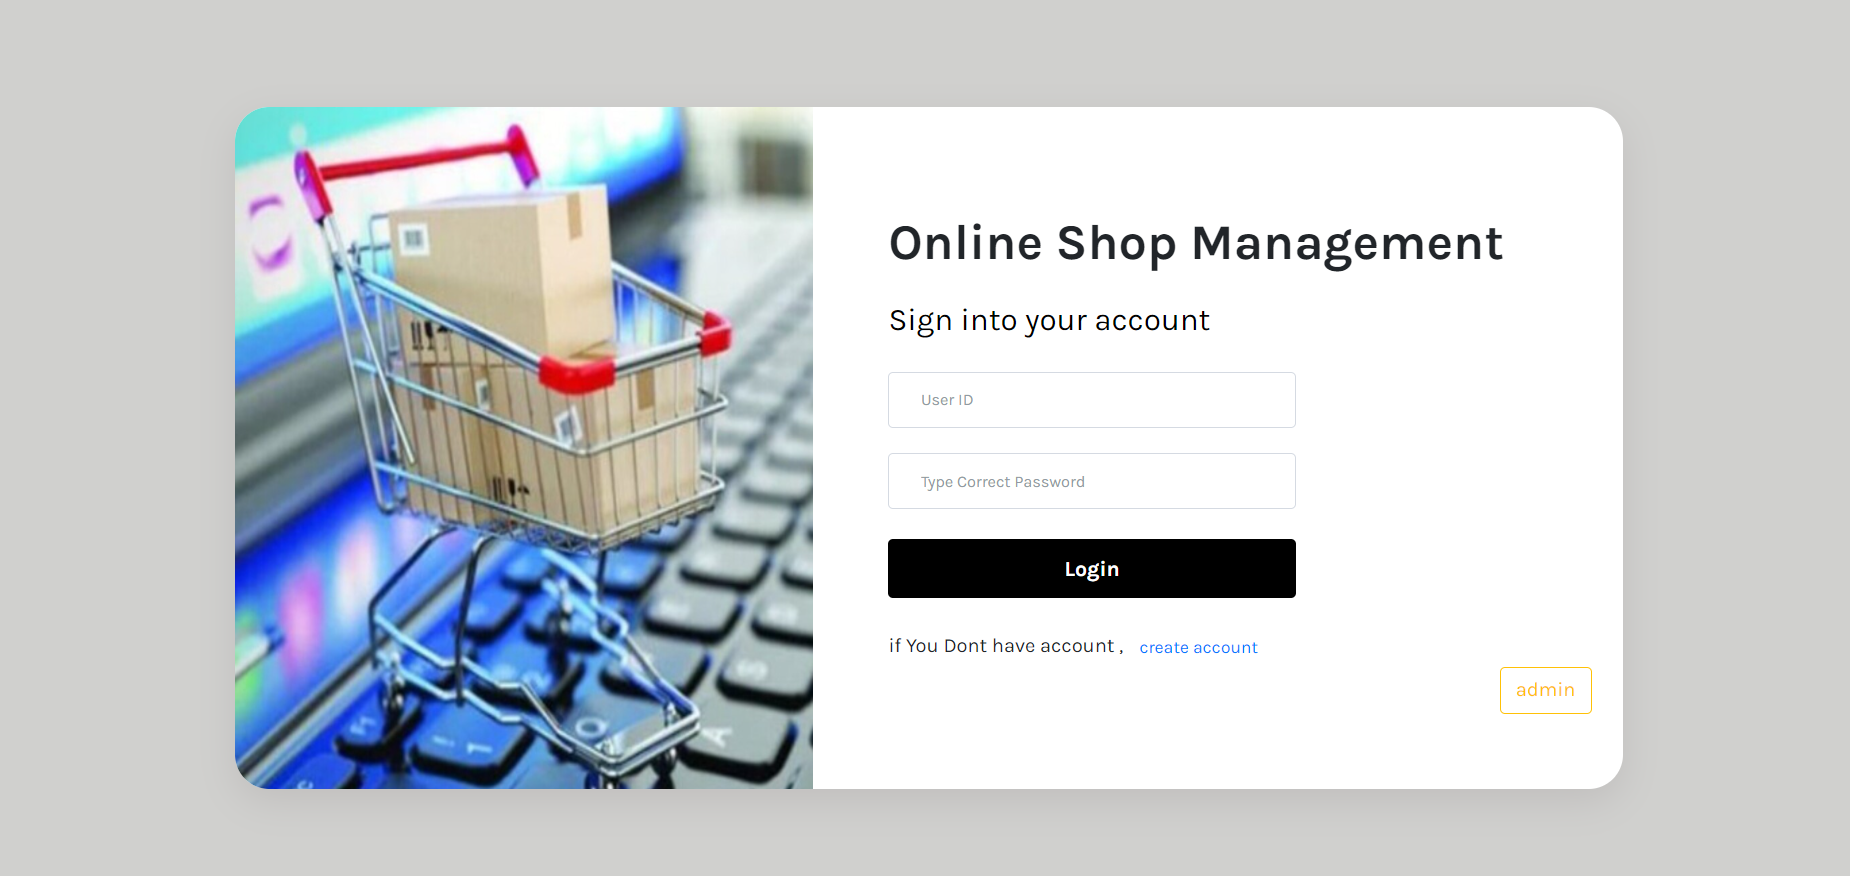 Online Shop Management
Sign into your account
User ID
Type Correct Password
Login
if You Dont have account , create account
admin